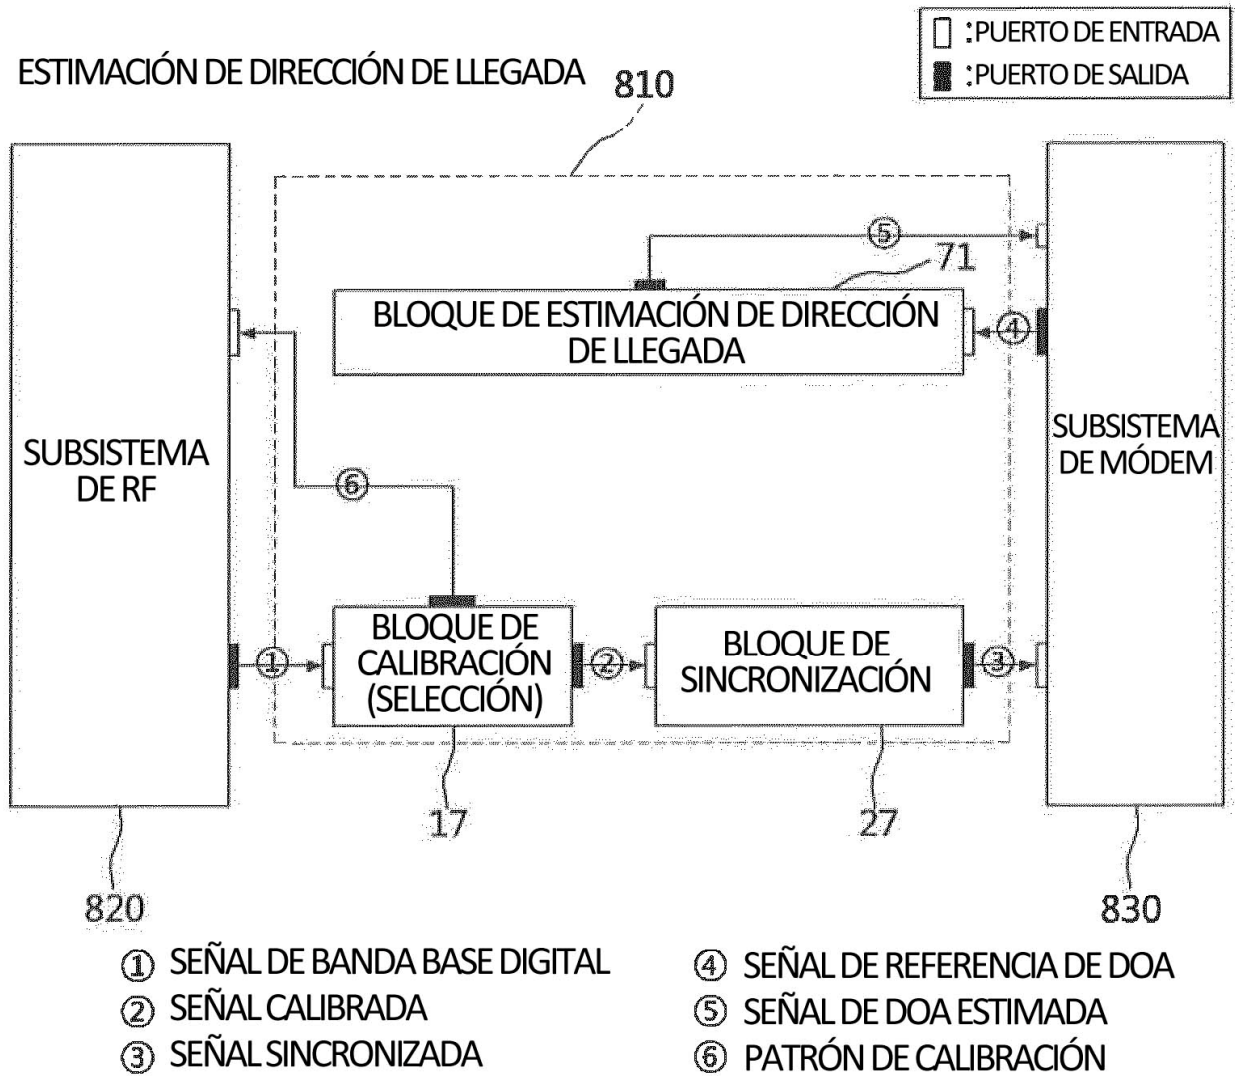 : PUERTO DE ENTRADA
: PUERTO DE SALIDA
ESTIMACIÓN DE DIRECCIÓN DE LLEGADA
810
⑤
71
BLOQUE DE ESTIMACIÓN DE DIRECCIÓN
DE LLEGADA
④
SUBSISTEMA
DE RF
SUBSISTEMA
DE MÓDEM
⑥
①
BLOQUE DE
CALIBRACIÓN
(SELECCIÓN)
②
BLOQUE DE
SINCRONIZACIÓN
③
17
27
820
830
① SEÑAL DE BANDA BASE DIGITAL
② SEÑAL CALIBRADA
③ SEÑAL SINCRONIZADA
④ SEÑAL DE REFERENCIA DE DOA
⑤ SEÑAL DE DOA ESTIMADA
⑥ PATRÓN DE CALIBRACIÓN